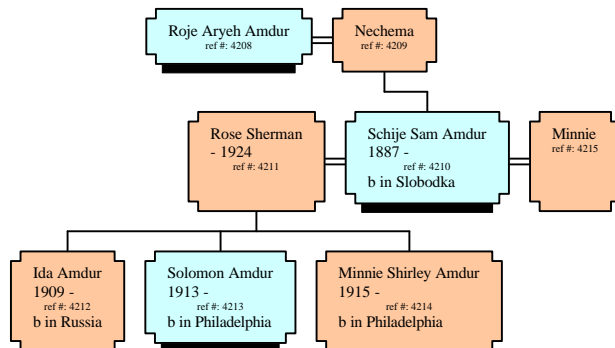 Roje Aryeh Amdur
ref #: 4208
Nechema
ref #: 4209
Rose Sherman
- 1924
ref #: 4211
Schije Sam Amdur
1887 -
ref #: 4210
b in Slobodka
Minnie
ref #: 4215
Ida Amdur
1909 -
ref #: 4212
b in Russia
Solomon Amdur
1913 -
ref #: 4213
b in Philadelphia
Minnie Shirley Amdur
1915 -
ref #: 4214
b in Philadelphia